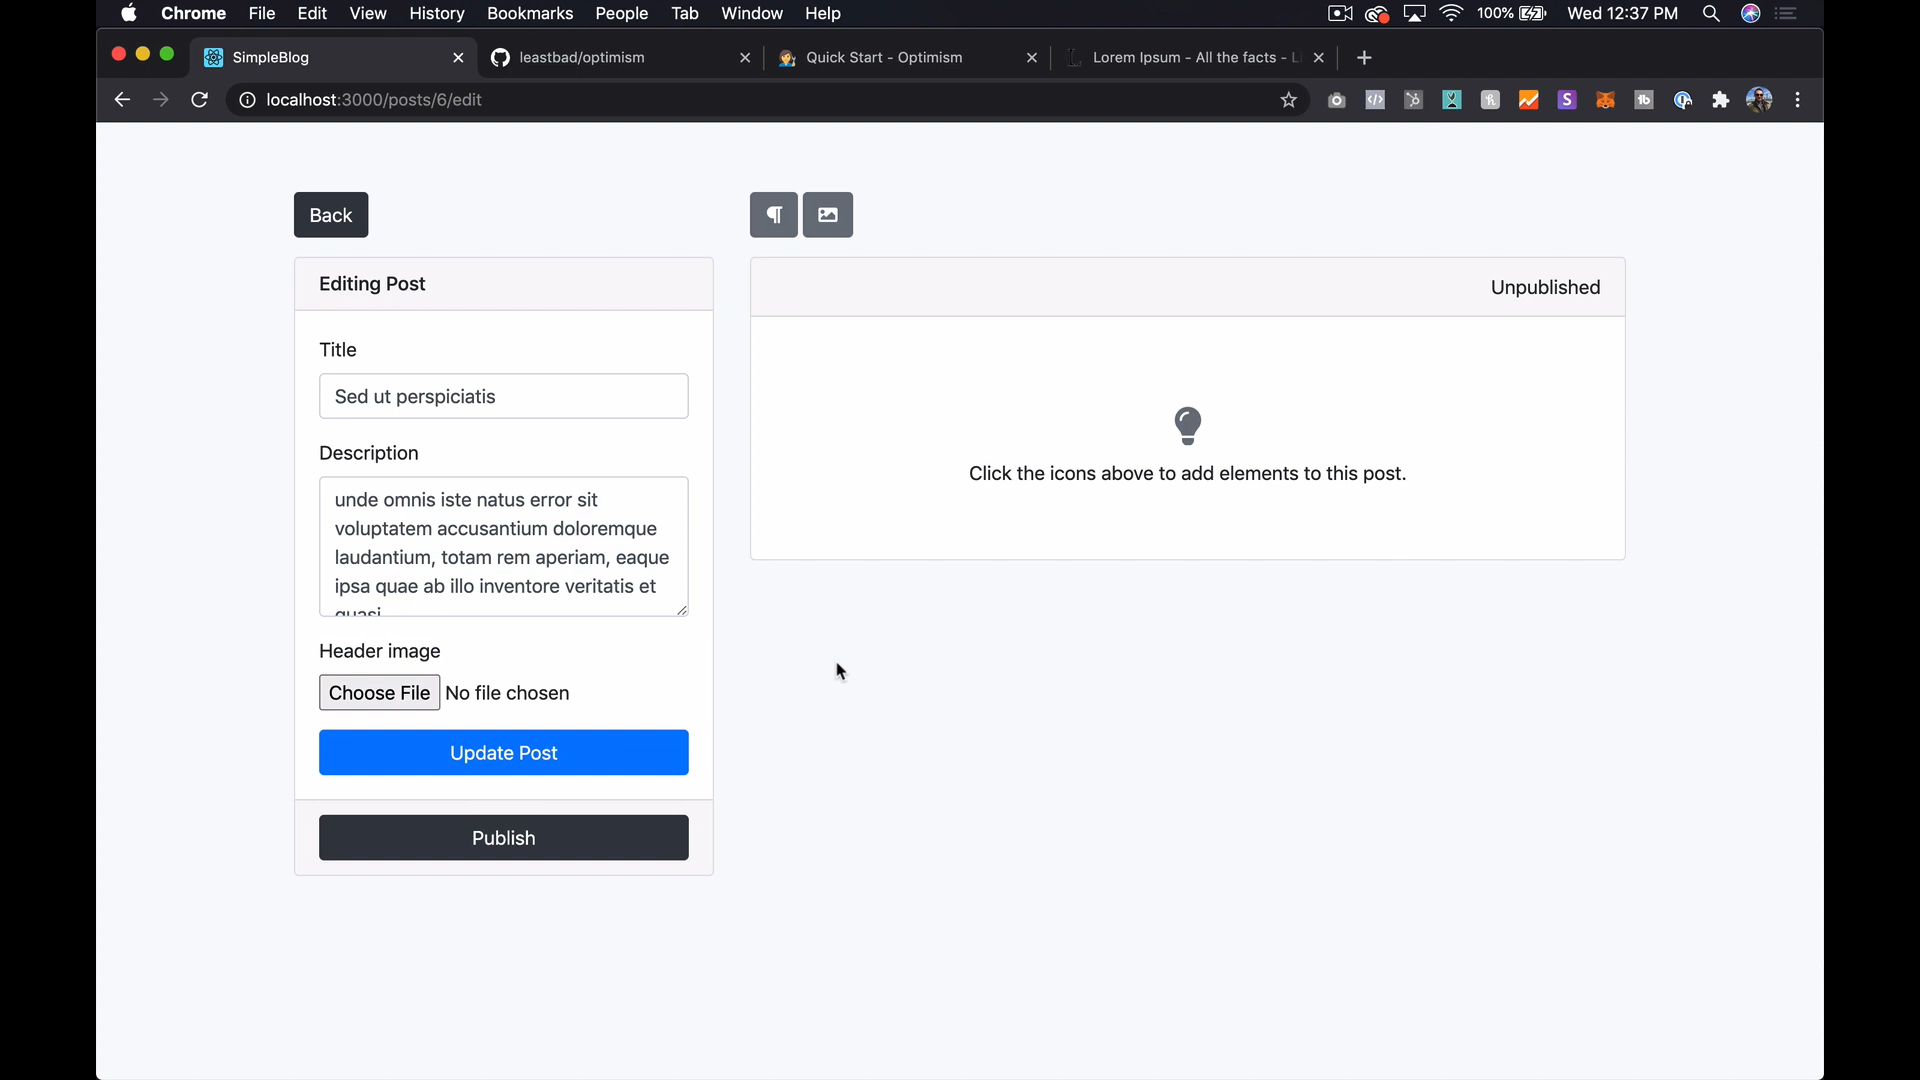 Chrome File Edit View History Bookmarks People Tab Window Help 100% Wed 12:37 PM
SimpleBlog leastbad/optimism Quick Start - Optimism Lorem Ipsum - All the facts - L
localhost:3000/posts/6/edit
Back
Editing Post
Title
Sed ut perspiciatis
Description
unde omnis iste natus error sit
voluptatem accusantium doloremque
laudantium, totam rem aperiam, eaque
ipsa quae ab illo inventore veritatis et
quasi
Header image
Choose File No file chosen
Update Post
Publish
Unpublished
Click the icons above to add elements to this post.